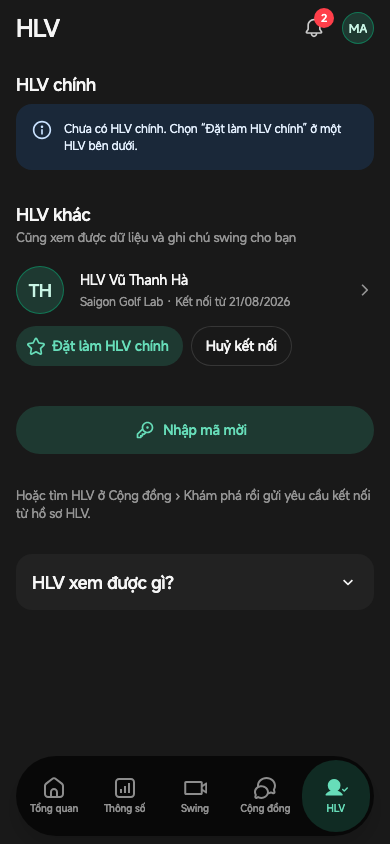 HLV
2
MA
HLV chính
Chưa có HLV chính. Chọn "Đặt làm HLV chính" ở một
HLV bên dưới.
HLV khác
Cũng xem được dữ liệu và ghi chú swing cho bạn
TH
HLV Vũ Thanh Hà
Saigon Golf Lab · Kết nối từ 21/08/2026
Đặt làm HLV chính
Huỷ kết nối
Nhập mã mời
Hoặc tìm HLV ở Cộng đồng › Khám phá rồi gửi yêu cầu kết nối
từ hồ sơ HLV.
HLV xem được gì?
Tổng quan
Thông số
Swing
Cộng đồng
HLV